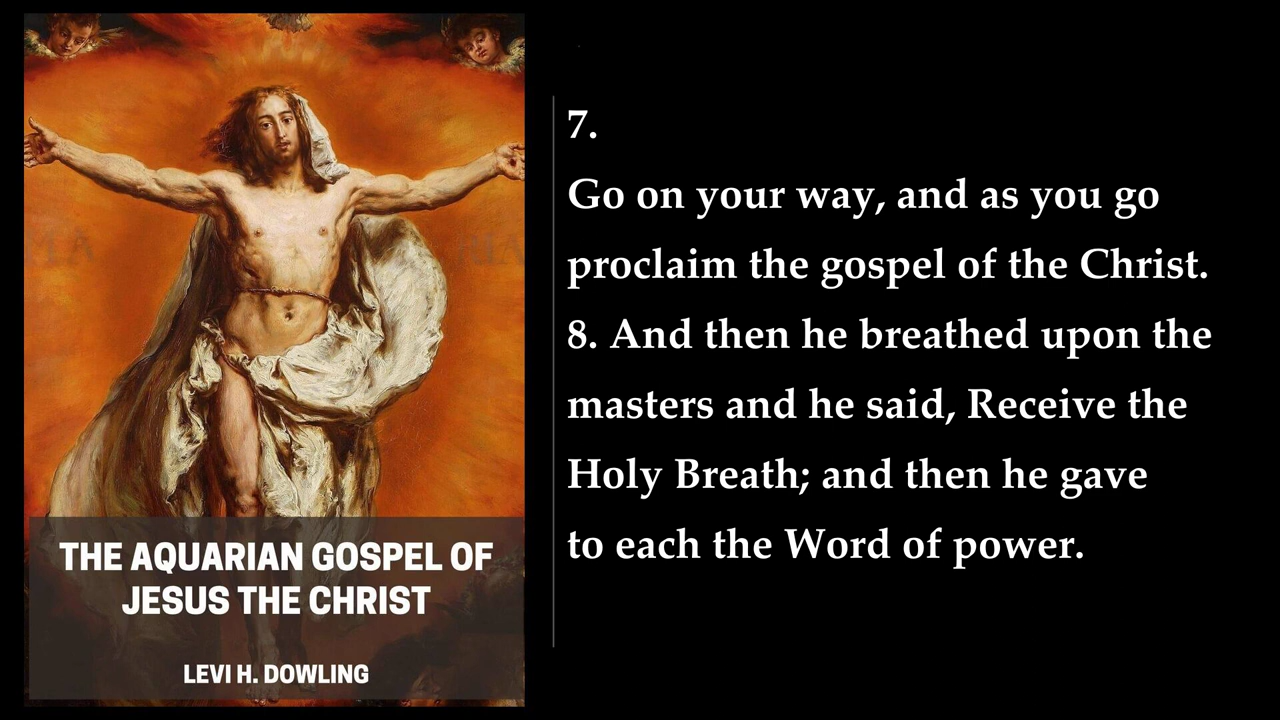 THE AQUARIAN GOSPEL OF
JESUS THE CHRIST
LEVI H. DOWLING
7.
Go on your way, and as you go
proclaim the gospel of the Christ.
8. And then he breathed upon the
masters and he said, Receive the
Holy Breath; and then he gave
to each the Word of power.